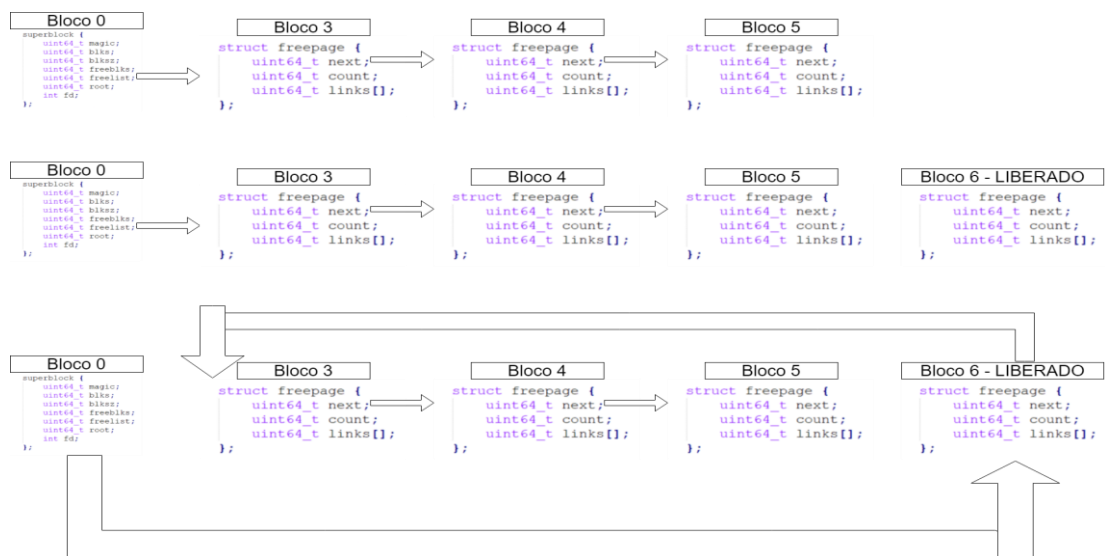 Bloco 0
superblock {
uint64_t magic;
uint64_t blks;
uint64_t blksz;
uint64_t freeblks;
uint64_t freelist;
uint64_t root;
int fd;
};
Bloco 3
struct freepage {
uint64_t next;
uint64_t count;
uint64_t links[];
};
Bloco 4
struct freepage {
uint64_t next;
uint64_t count;
uint64_t links[];
};
Bloco 5
struct freepage {
uint64_t next;
uint64_t count;
uint64_t links[];
};
Bloco 0
superblock {
uint64_t magic;
uint64_t blks;
uint64_t blksz;
uint64_t freeblks;
uint64_t freelist;
uint64_t root;
int fd;
};
Bloco 3
struct freepage {
uint64_t next;
uint64_t count;
uint64_t links[];
};
Bloco 4
struct freepage {
uint64_t next;
uint64_t count;
uint64_t links[];
};
Bloco 5
struct freepage {
uint64_t next;
uint64_t count;
uint64_t links[];
};
Bloco 6 - LIBERADO
struct freepage {
uint64_t next;
uint64_t count;
uint64_t links[];
};
Bloco 0
superblock {
uint64_t magic;
uint64_t blks;
uint64_t blksz;
uint64_t freeblks;
uint64_t freelist;
uint64_t root;
int fd;
};
Bloco 3
struct freepage {
uint64_t next;
uint64_t count;
uint64_t links[];
};
Bloco 4
struct freepage {
uint64_t next;
uint64_t count;
uint64_t links[];
};
Bloco 5
struct freepage {
uint64_t next;
uint64_t count;
uint64_t links[];
};
Bloco 6 - LIBERADO
struct freepage {
uint64_t next;
uint64_t count;
uint64_t links[];
};